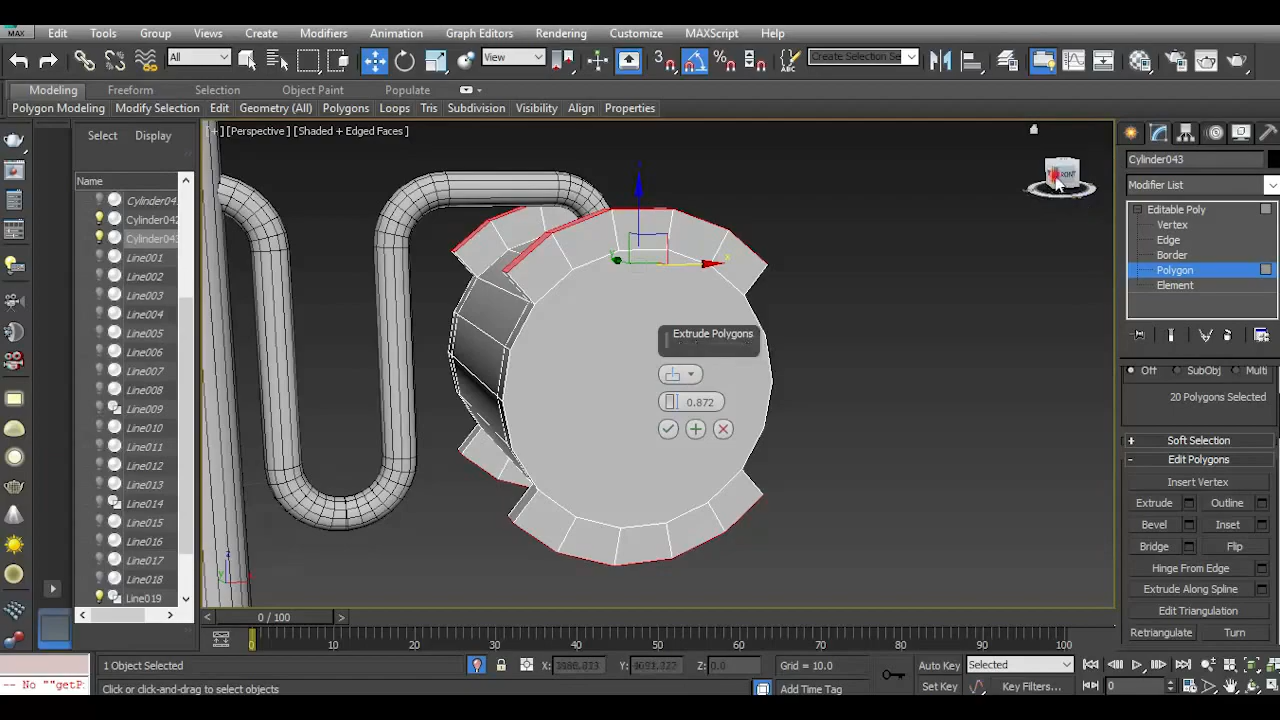 MAX Edit Tools Group Views Create Modifiers Animation Graph Editors Rendering Customize MAXScript Help
All View 3 Create Selection Se
Modeling Freeform Selection Object Paint Populate
Polygon Modeling Modify Selection Edit Geometry (All) Polygons Loops Tris Subdivision Visibility Align Properties
Select Display
Name
Cylinder042
Cylinder043
Line001
Line002
Line003
Line004
Line005
Line006
Line007
Line008
Line009
Line010
Line011
Line012
Line013
Line014
Line015
Line016
Line017
Line018
Line019
[+] [Perspective] [Shaded + Edged Faces]
FRONT
x
z
y
Extrude Polygons
0.872
Cylinder043
Modifier List
Editable Poly
Vertex
Edge
Border
Polygon
Element
Off SubObj Multi
20 Polygons Selected
+ Soft Selection
- Edit Polygons
Insert Vertex
Extrude Outline
Bevel Inset
Bridge Flip
Hinge From Edge
Extrude Along Spline
Edit Triangulation
Retriangulate Turn
< 0 / 100 >
0 10 20 30 40 50 60 70 80 90 100
1 Object Selected X: Y: Z: 0.0 Grid = 10.0 Auto Key Selected
-- No ""getP Click or click-and-drag to select objects Add Time Tag Set Key Key Filters... 0